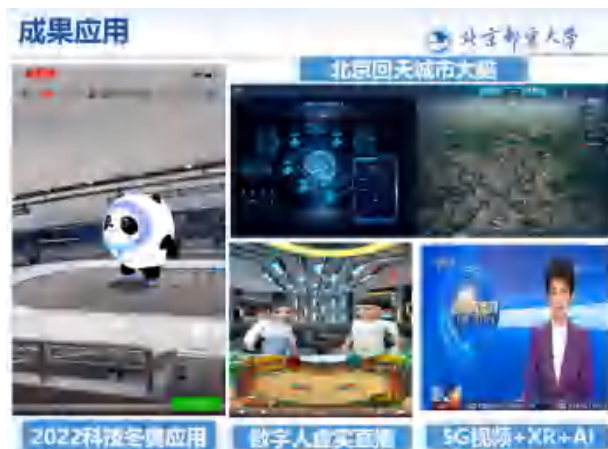 成果应用
北京邮电大学
北京回天城市大脑
2022科技冬奥应用
数字人虚实直播
5G视频+XR+AI